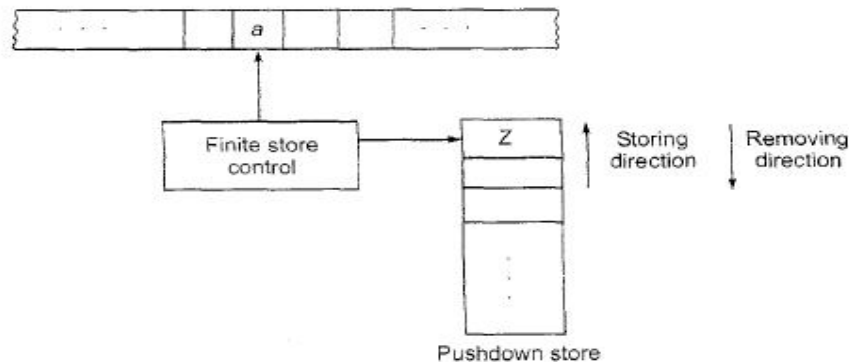 a
Finite store
control
Z
Storing
direction
Removing
direction
Pushdown store